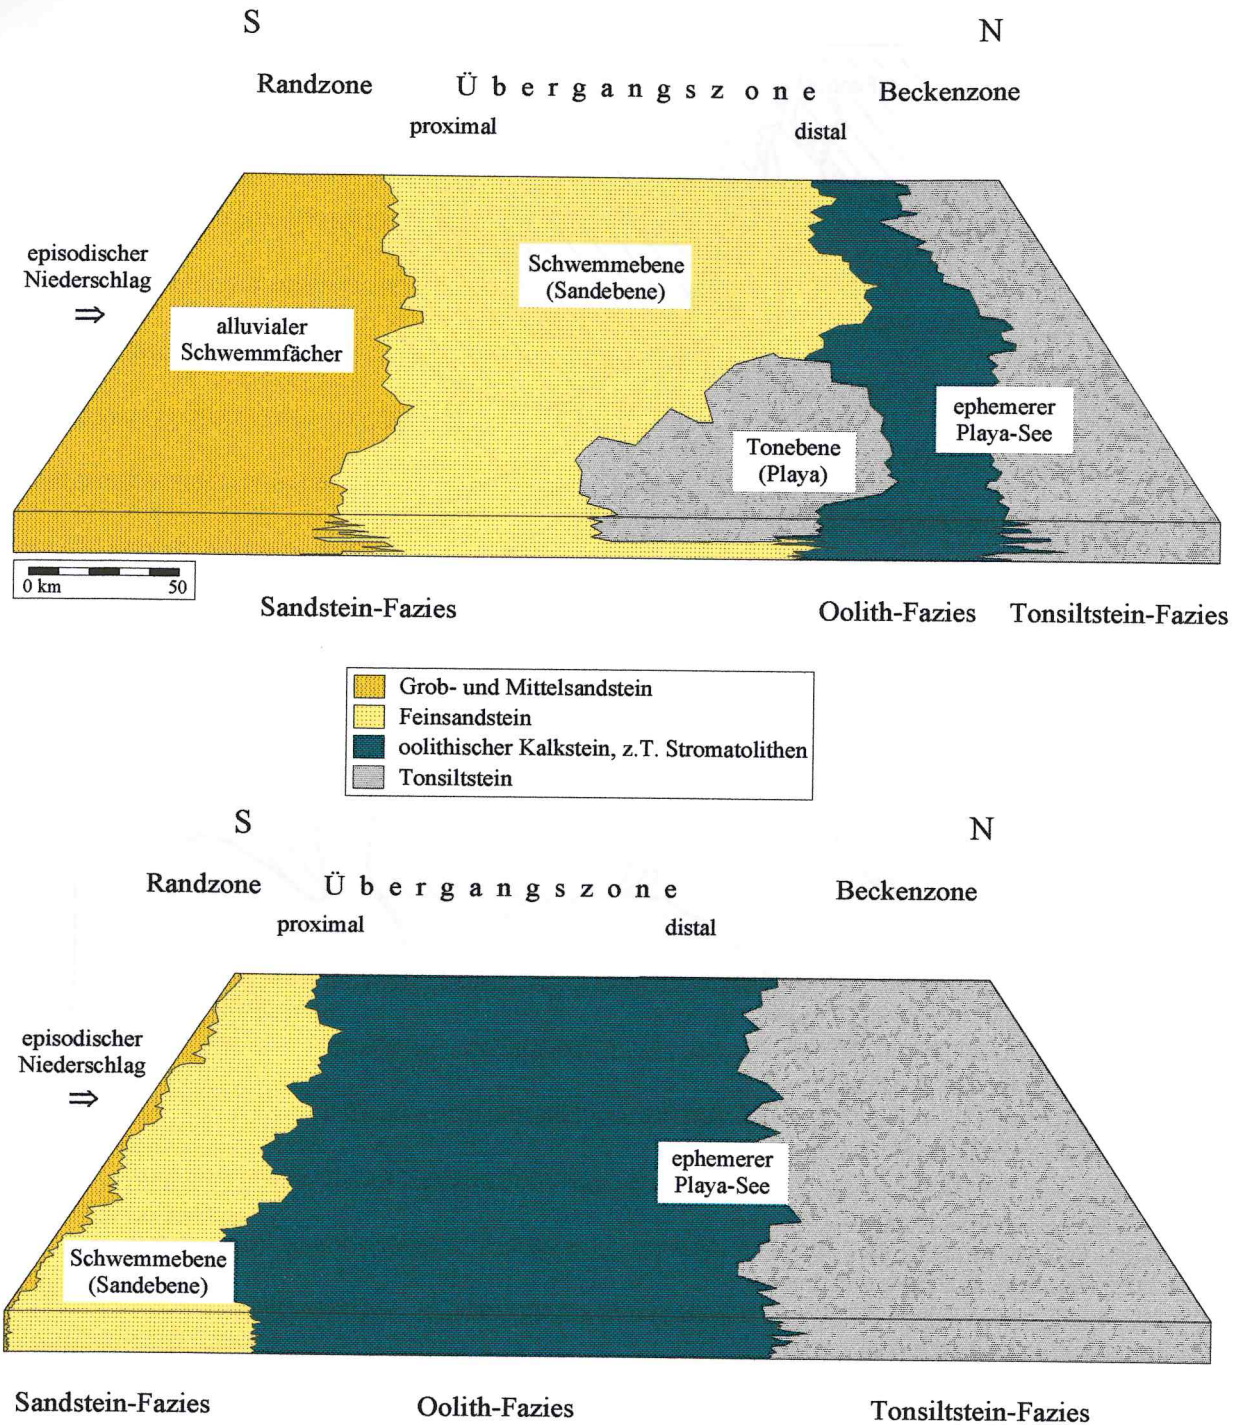 S
N
Randzone
Übergangszone
Beckenzone
proximal
distal
episodischer
Niederschlag
⇒
Schwemmebene
(Sandebene)
alluvialer
Schwemmfächer
ephemerer
Playa-See
Tonebene
(Playa)
0 km 50
Sandstein-Fazies
Oolith-Fazies
Tonsiltstein-Fazies
Grob- und Mittelsandstein
Feinsandstein
oolithischer Kalkstein, z.T. Stromatolithen
Tonsiltstein
S
N
Randzone
Übergangszone
Beckenzone
proximal
distal
episodischer
Niederschlag
⇒
ephemerer
Playa-See
Schwemmebene
(Sandebene)
Sandstein-Fazies
Oolith-Fazies
Tonsiltstein-Fazies